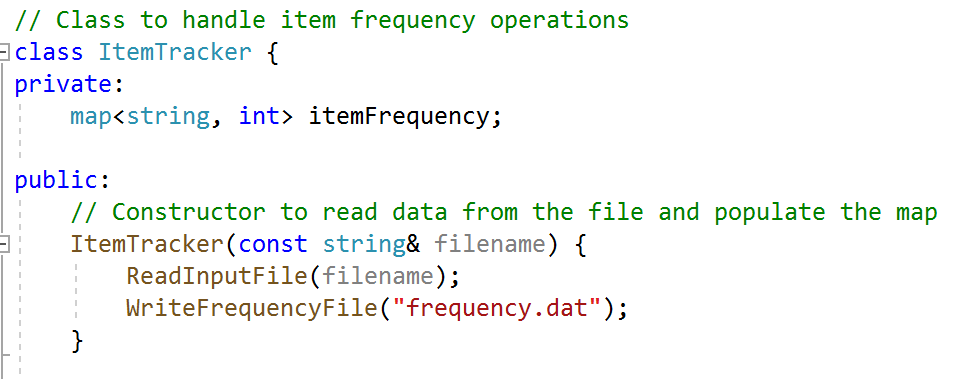 // Class to handle item frequency operations
class ItemTracker {
private:
    map<string, int> itemFrequency;

public:
    // Constructor to read data from the file and populate the map
    ItemTracker(const string& filename) {
        ReadInputFile(filename);
        WriteFrequencyFile("frequency.dat");
    }